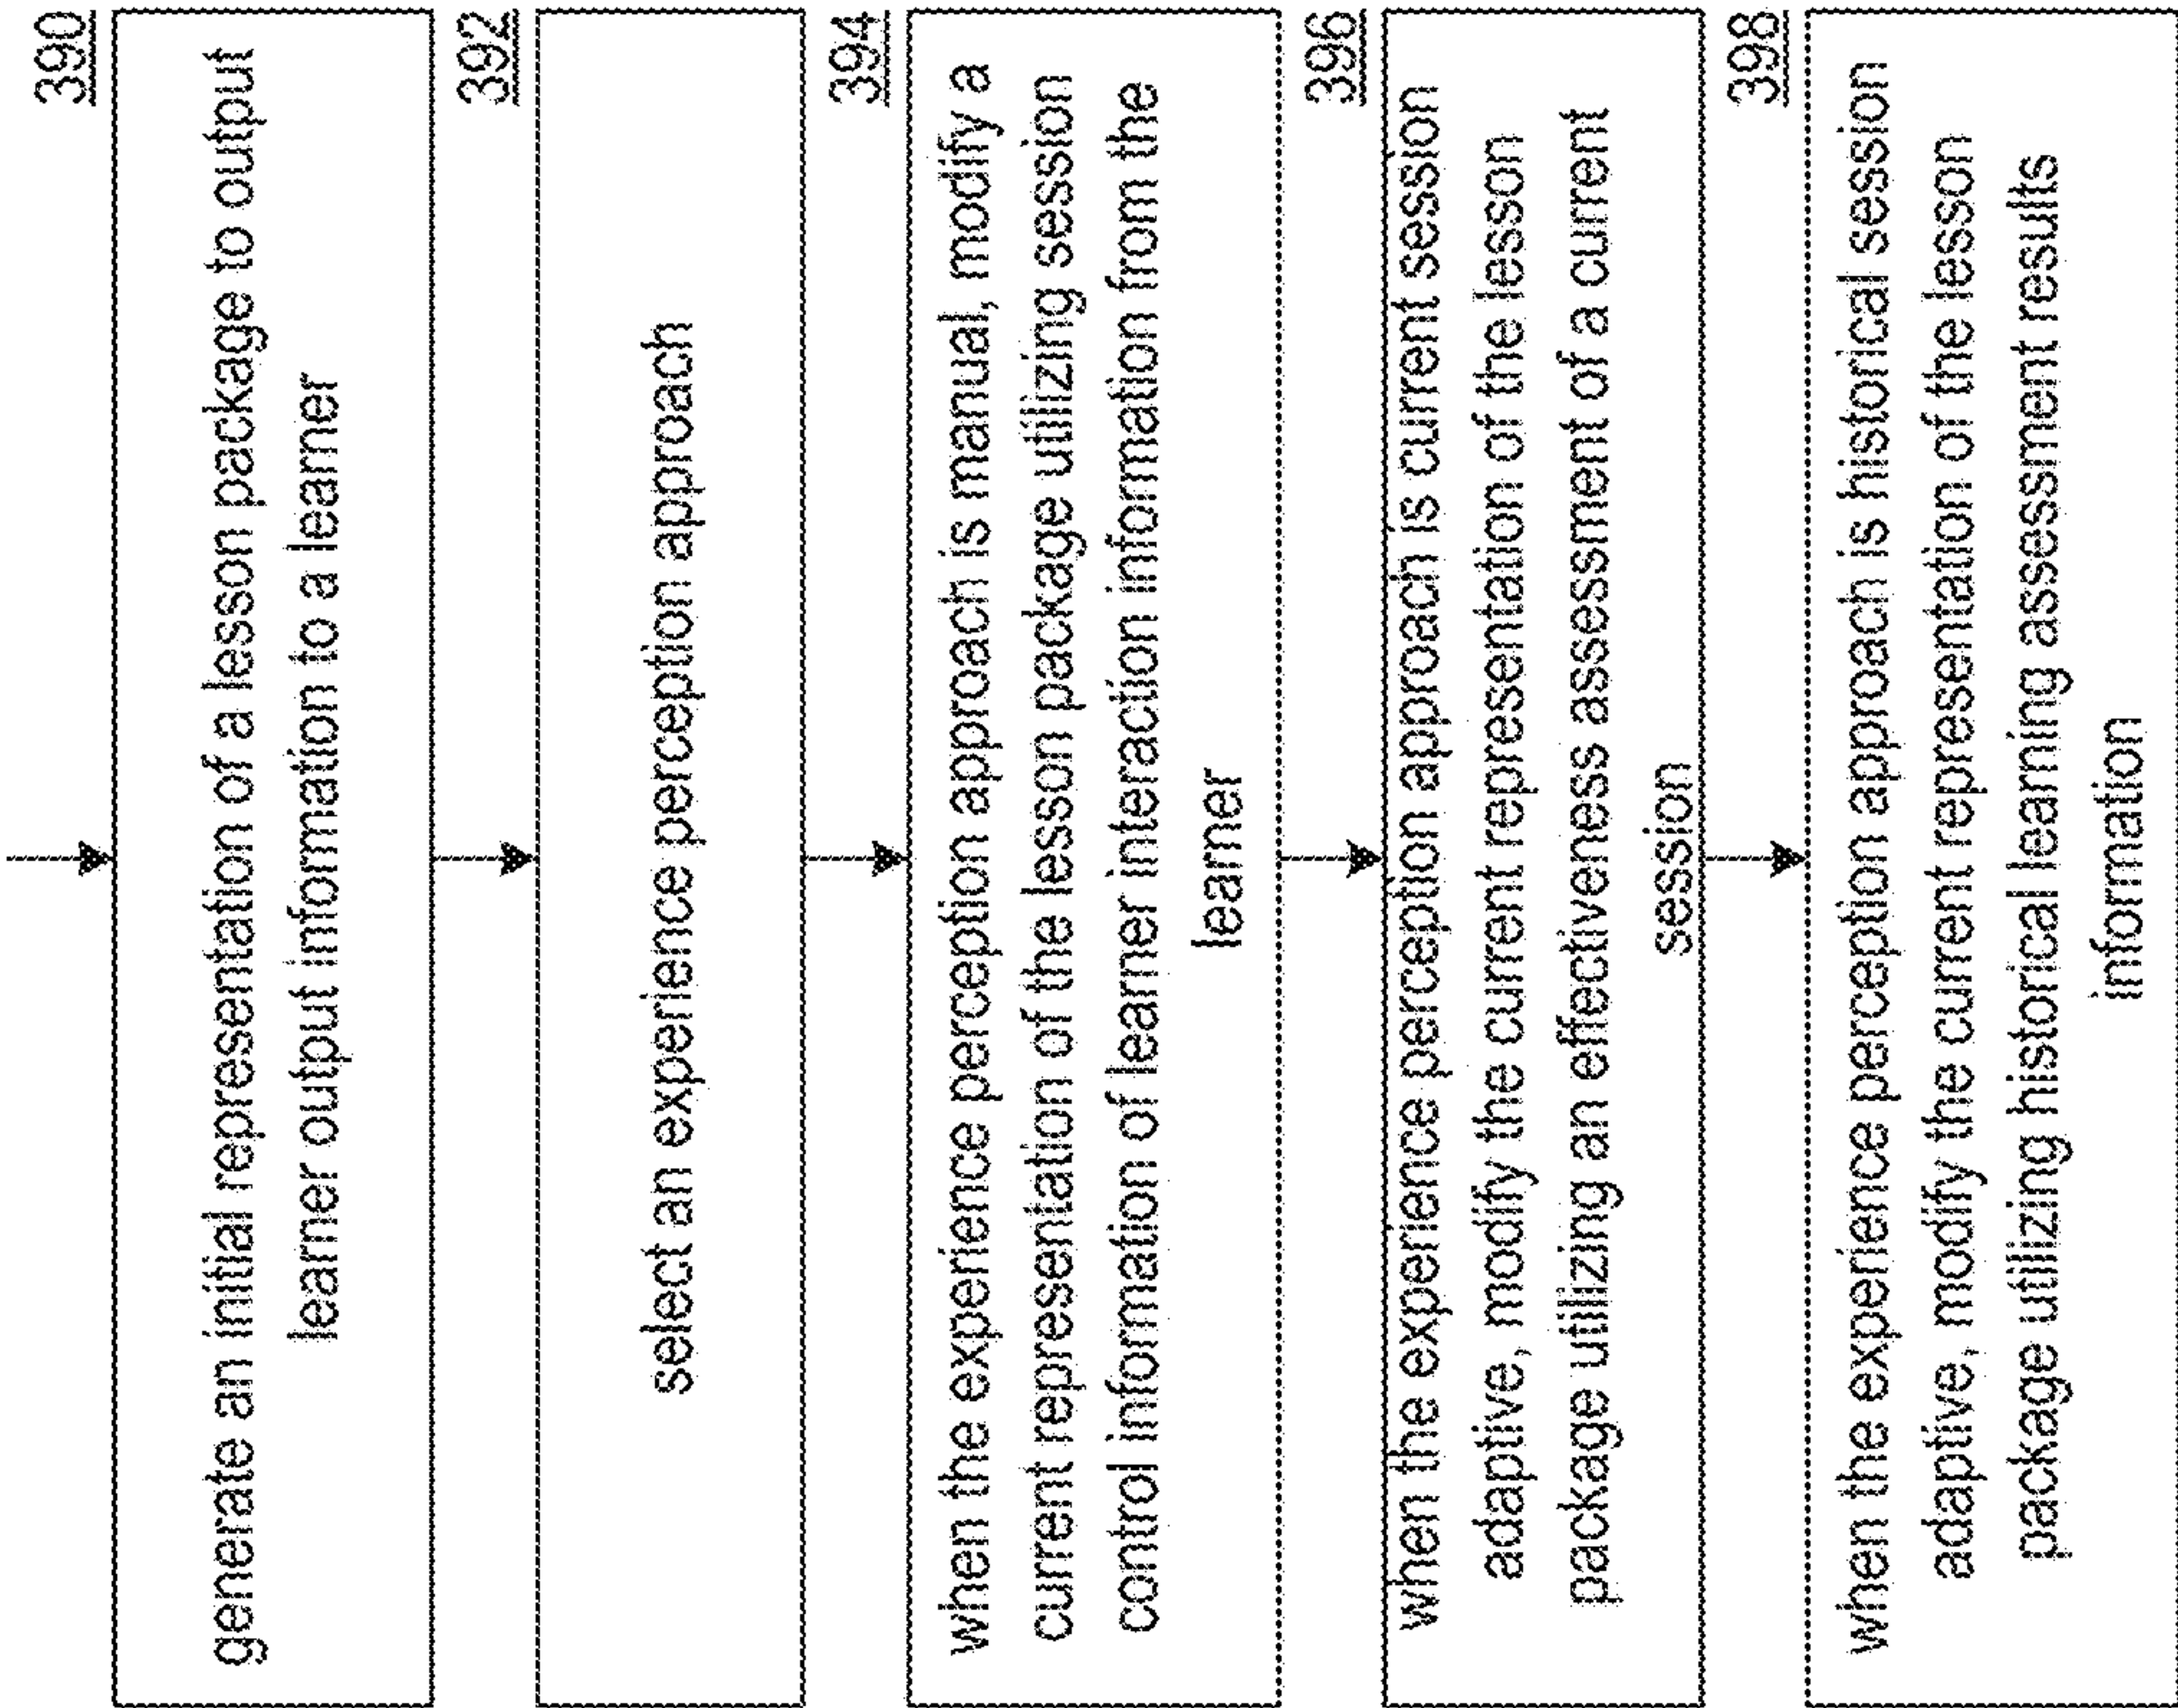 390
generate an initial representation of a lesson package to output
learner output information to a learner
392
select an experience perception approach
394
when the experience perception approach is manual, modify a
current representation of the lesson package utilizing session
control information of learner interaction information from the
learner
396
when the experience perception approach is current session
adaptive, modify the current representation of the lesson
package utilizing an effectiveness assessment of a current
session
398
when the experience perception approach is historical session
adaptive, modify the current representation of the lesson
package utilizing historical learning assessment results
information